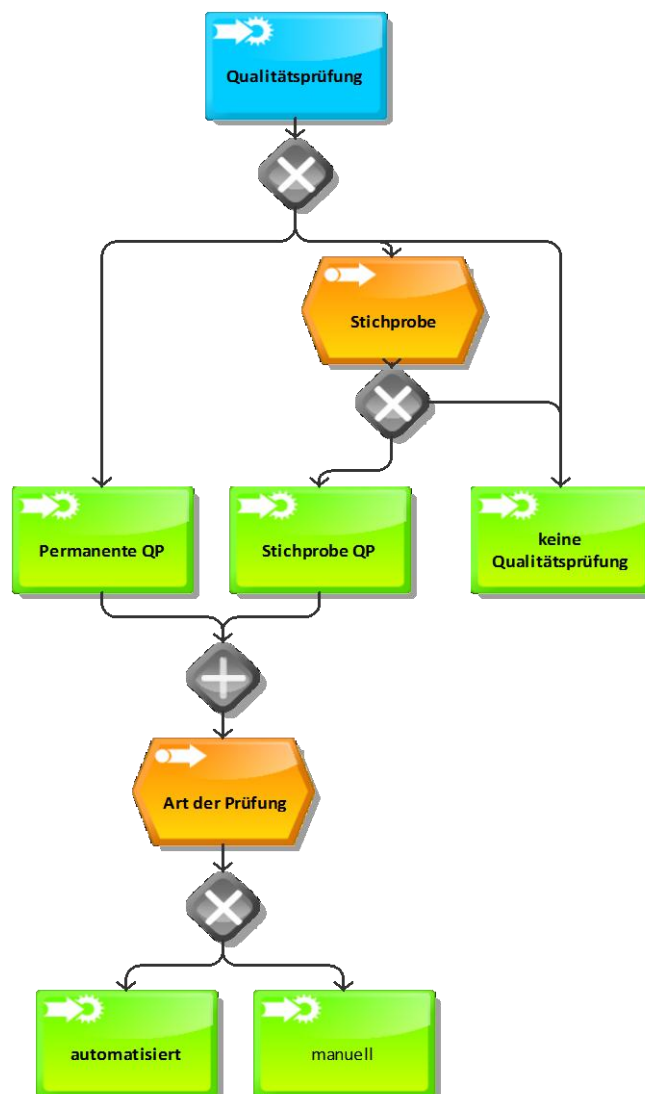 Qualitätsprüfung
Stichprobe
Permanente QP
Stichprobe QP
keine
Qualitätsprüfung
Art der Prüfung
automatisiert
manuell